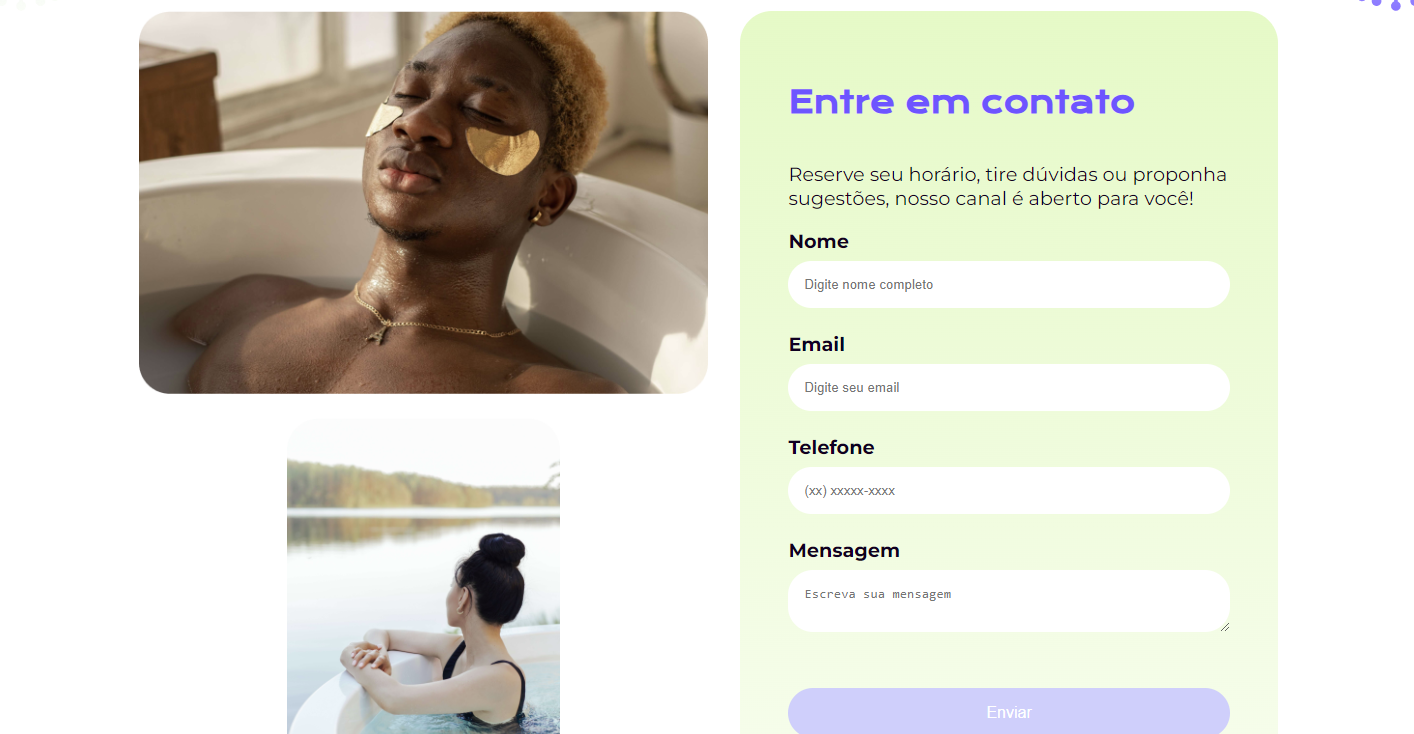 Entre em contato
Reserve seu horário, tire dúvidas ou proponha
sugestões, nosso canal é aberto para você!
Nome
Digite nome completo
Email
Digite seu email
Telefone
(xx) xxxxx-xxxx
Mensagem
Escreva sua mensagem
Enviar